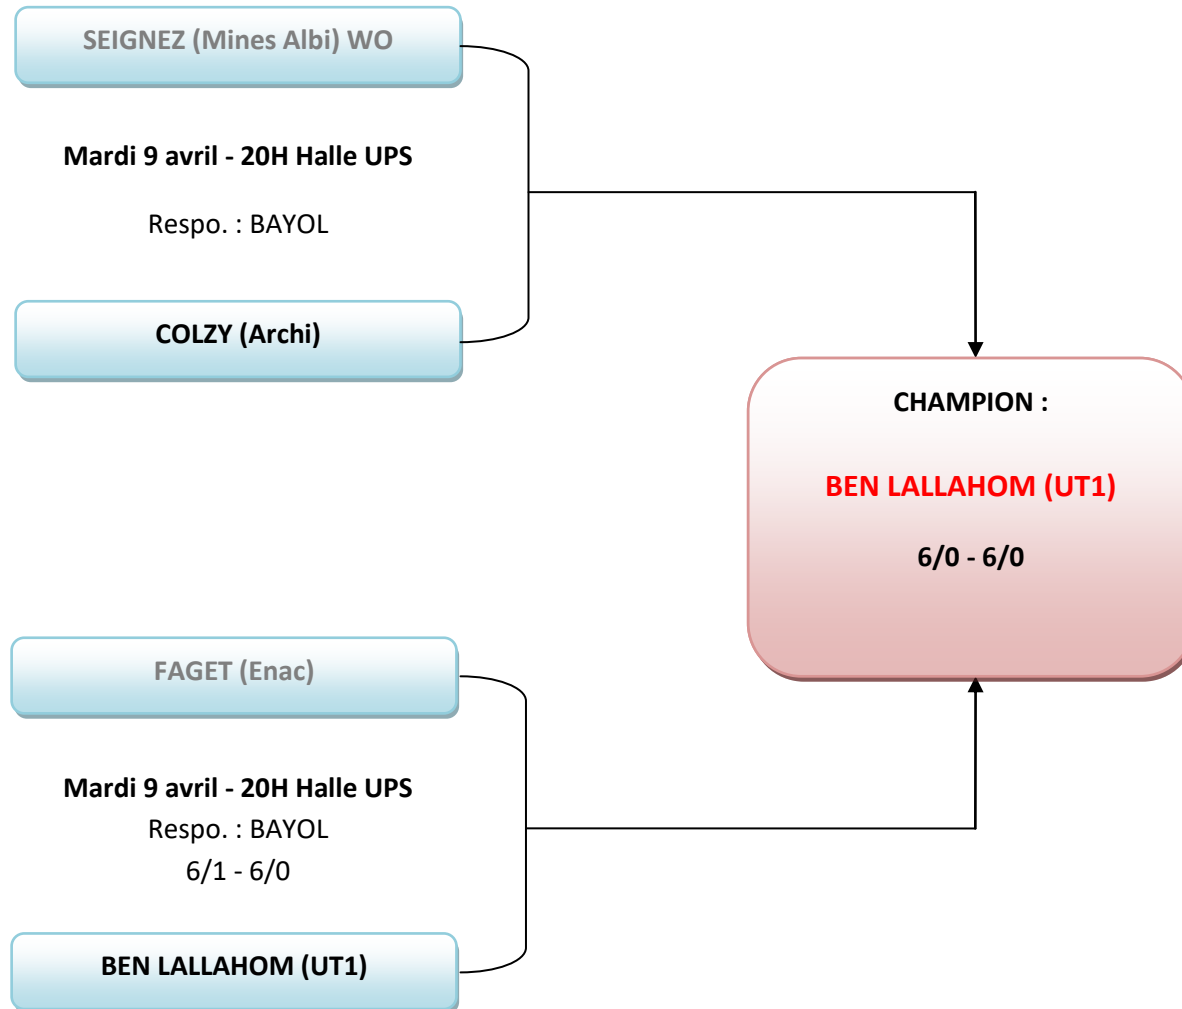 SEIGNEZ (Mines Albi) WO
Mardi 9 avril - 20H Halle UPS
Respo. : BAYOL
COLZY (Archi)
CHAMPION :
BEN LALLAHOM (UT1)
6/0 - 6/0
FAGET (Enac)
Mardi 9 avril - 20H Halle UPS
Respo. : BAYOL
6/1 - 6/0
BEN LALLAHOM (UT1)